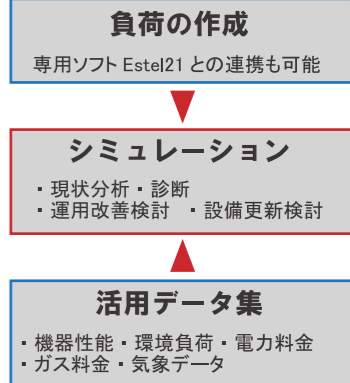 負荷の作成
専用ソフト Estel21 との連携も可能
シミュレーション
・現状分析・診断
・運用改善検討 ・設備更新検討
活用データ集
・機器性能・環境負荷・電力料金
・ガス料金・気象データ